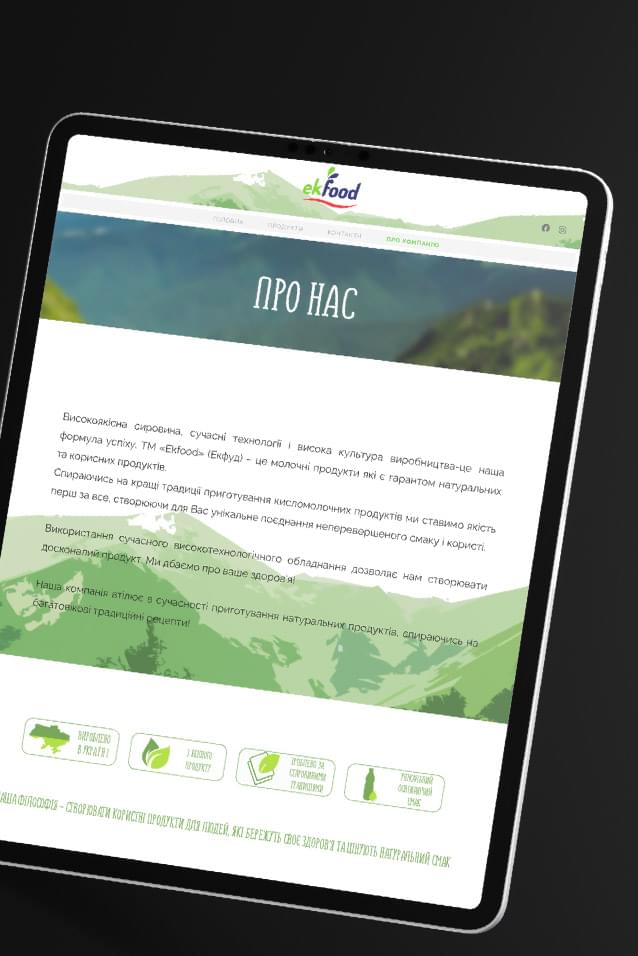 ekfood
ГОЛОВНА ПРОДУКТИ КОНТАКТИ ПРО КОМПАНІЮ
ПРО НАС
Високоякісна сировина, сучасні технології і висока культура виробництва-це наша
формула успіху. ТМ «Ekfood» (Екфуд) – це молочні продукти які є гарантом натуральних
та корисних продуктів.
Спираючись на кращі традиції приготування кисломолочних продуктів ми ставимо якість
перш за все, створюючи для Вас унікальне поєднання неперевершеного смаку і користі.
Використання сучасного високотехнологічного обладнання дозволяє нам створювати
досконалий продукт. Ми дбаємо про ваше здоров'я!
Наша компанія втілює в сучасності приготування натуральних продуктів, спираючись на
багатовікові традиційні рецепти!
ВИРОБЛЕНО
В УКРАЇНІ
З ЯКІСНОГО
ПРОДУКТУ
ЗРОБЛЕНО ЗА
СТАРОВИННИМИ
ТРАДИЦІЯМИ
УНІКАЛЬНИЙ
ОСВІЖАЮЧИЙ
СМАК
НАША ФІЛОСОФІЯ – СТВОРЮВАТИ КОРИСНІ ПРОДУКТИ ДЛЯ ЛЮДЕЙ, ЯКІ БЕРЕЖУТЬ СВОЄ ЗДОРОВ'Я ТА ЦІНУЮТЬ НАТУРАЛЬНИЙ СМАК